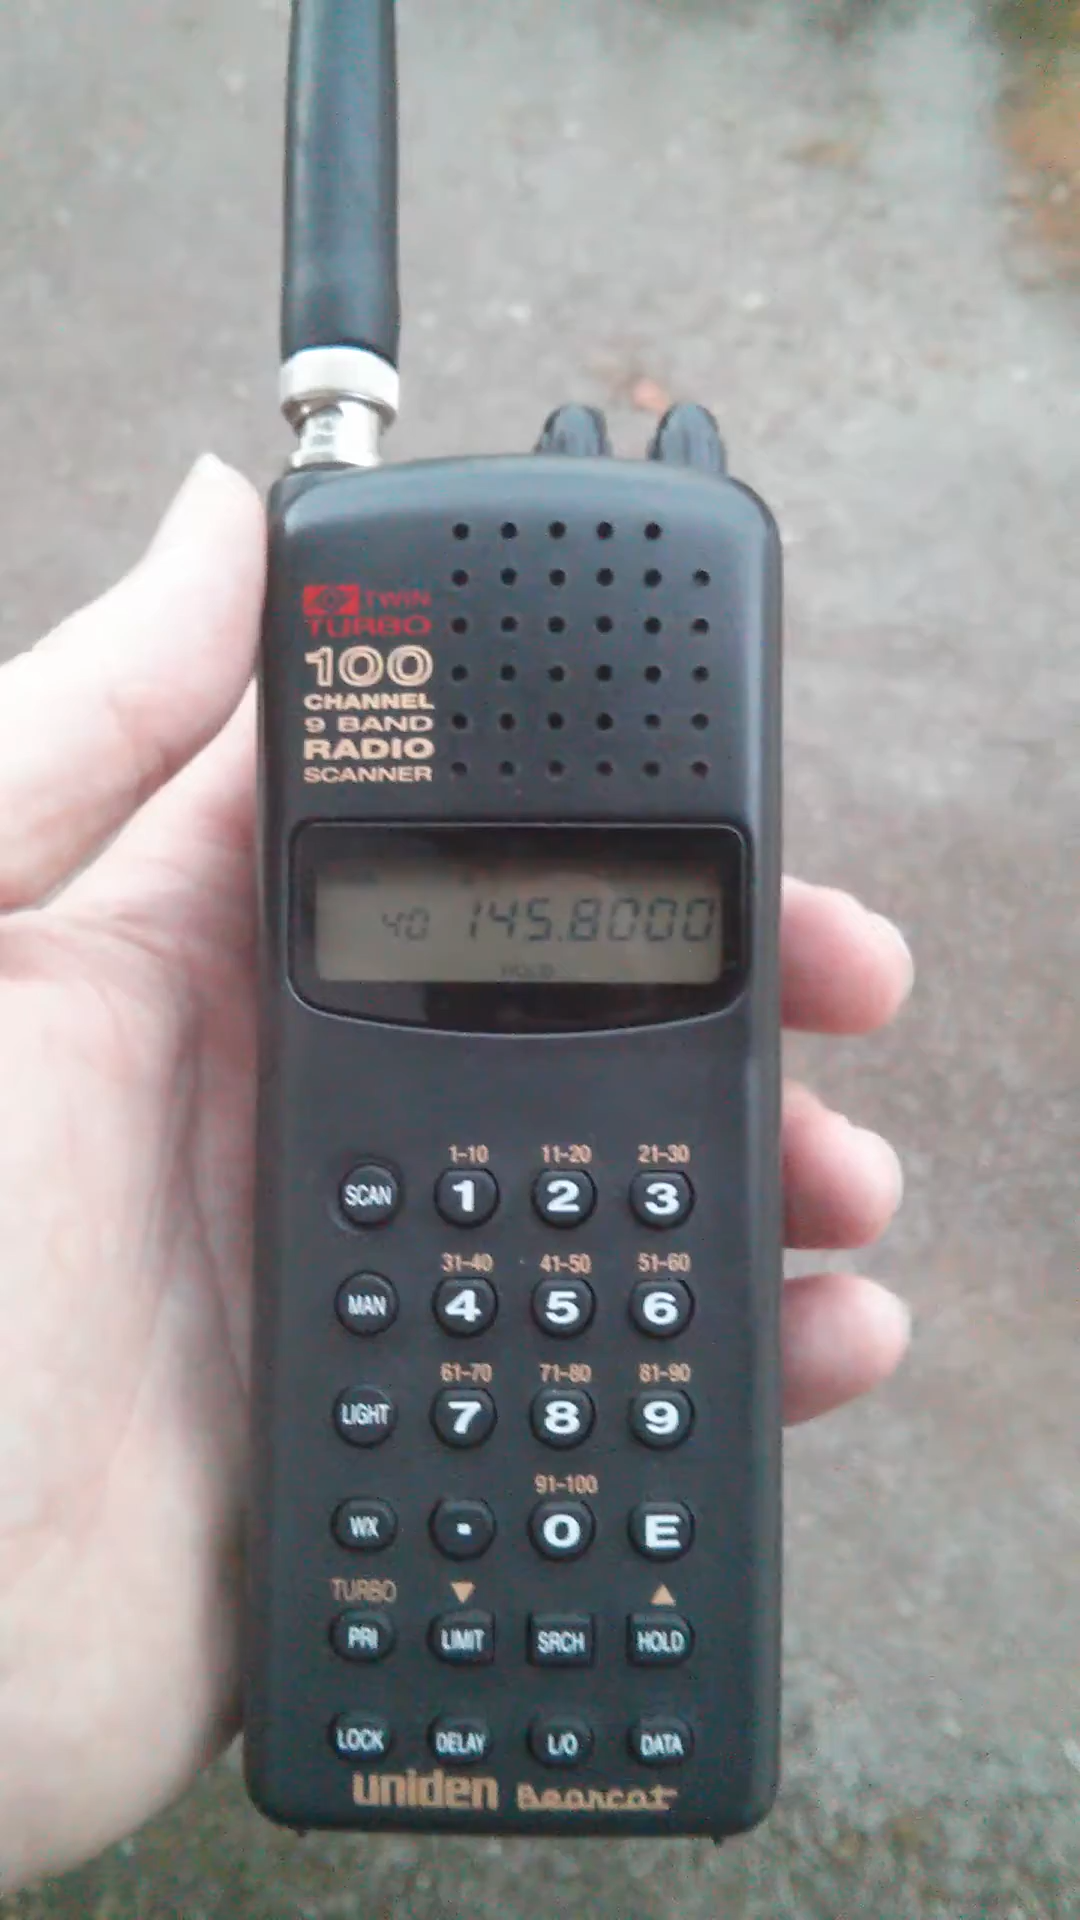 TWIN
TURBO
100
CHANNEL
9 BAND
RADIO
SCANNER
40 145.8000
HOLD
1-10 11-20 21-30
SCAN 1 2 3
31-40 41-50 51-60
MAN 4 5 6
61-70 71-80 81-90
LIGHT 7 8 9
91-100
WX . 0 E
TURBO ▼ ▲
PRI LIMIT SRCH HOLD
LOCK DELAY L/O DATA
uniden Bearcat